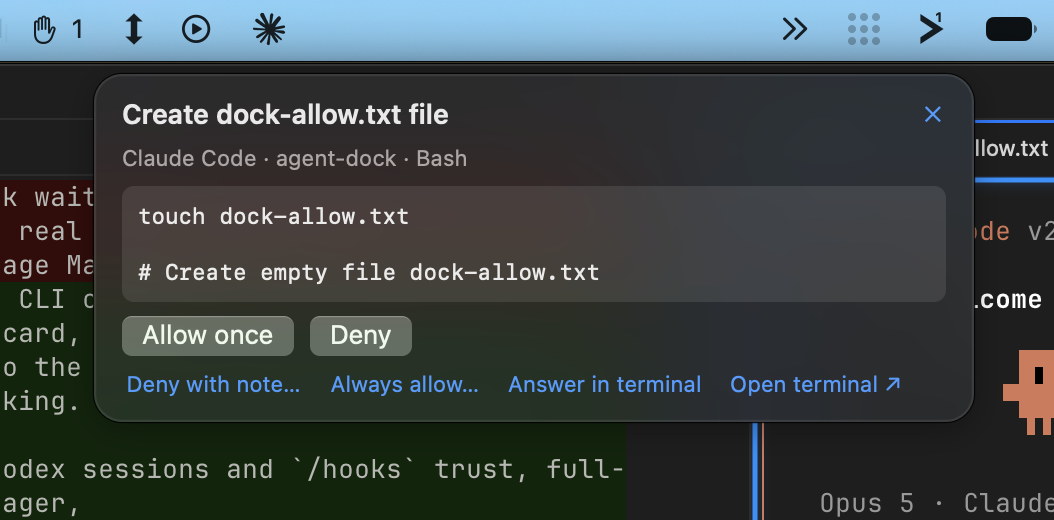 1
1
Create dock-allow.txt file
Claude Code · agent-dock · Bash
touch dock-allow.txt
# Create empty file dock-allow.txt
Allow once
Deny
Deny with note...
Always allow...
Answer in terminal
Open terminal ↗
k wait
real
age Ma
CLI
card,
o the
king.
odex sessions and `/hooks` trust, full-
ager,
llow.txt
ode v2
come
Opus 5 · Claude